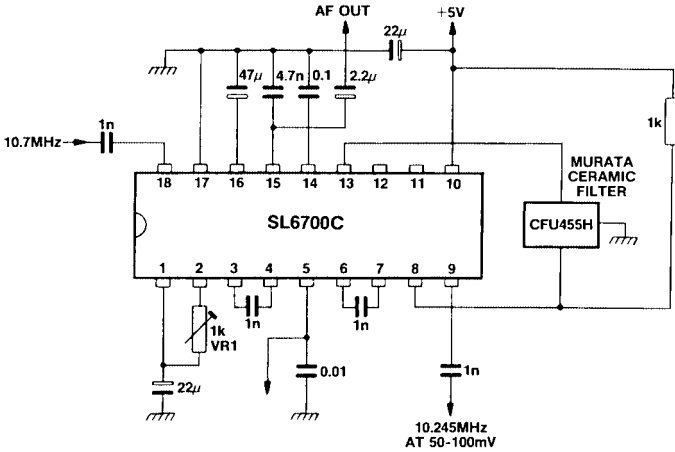 AF OUT
+5V
22μ
47μ
4.7n
0.1
2.2μ
1n
10.7MHz
1k
18 17 16 15 14 13 12 11 10
MURATA
CERAMIC
FILTER
SL6700C
CFU455H
1 2 3 4 5 6 7 8 9
1k
VR1
1n
1n
22μ
0.01
1n
10.245MHz
AT 50-100mV